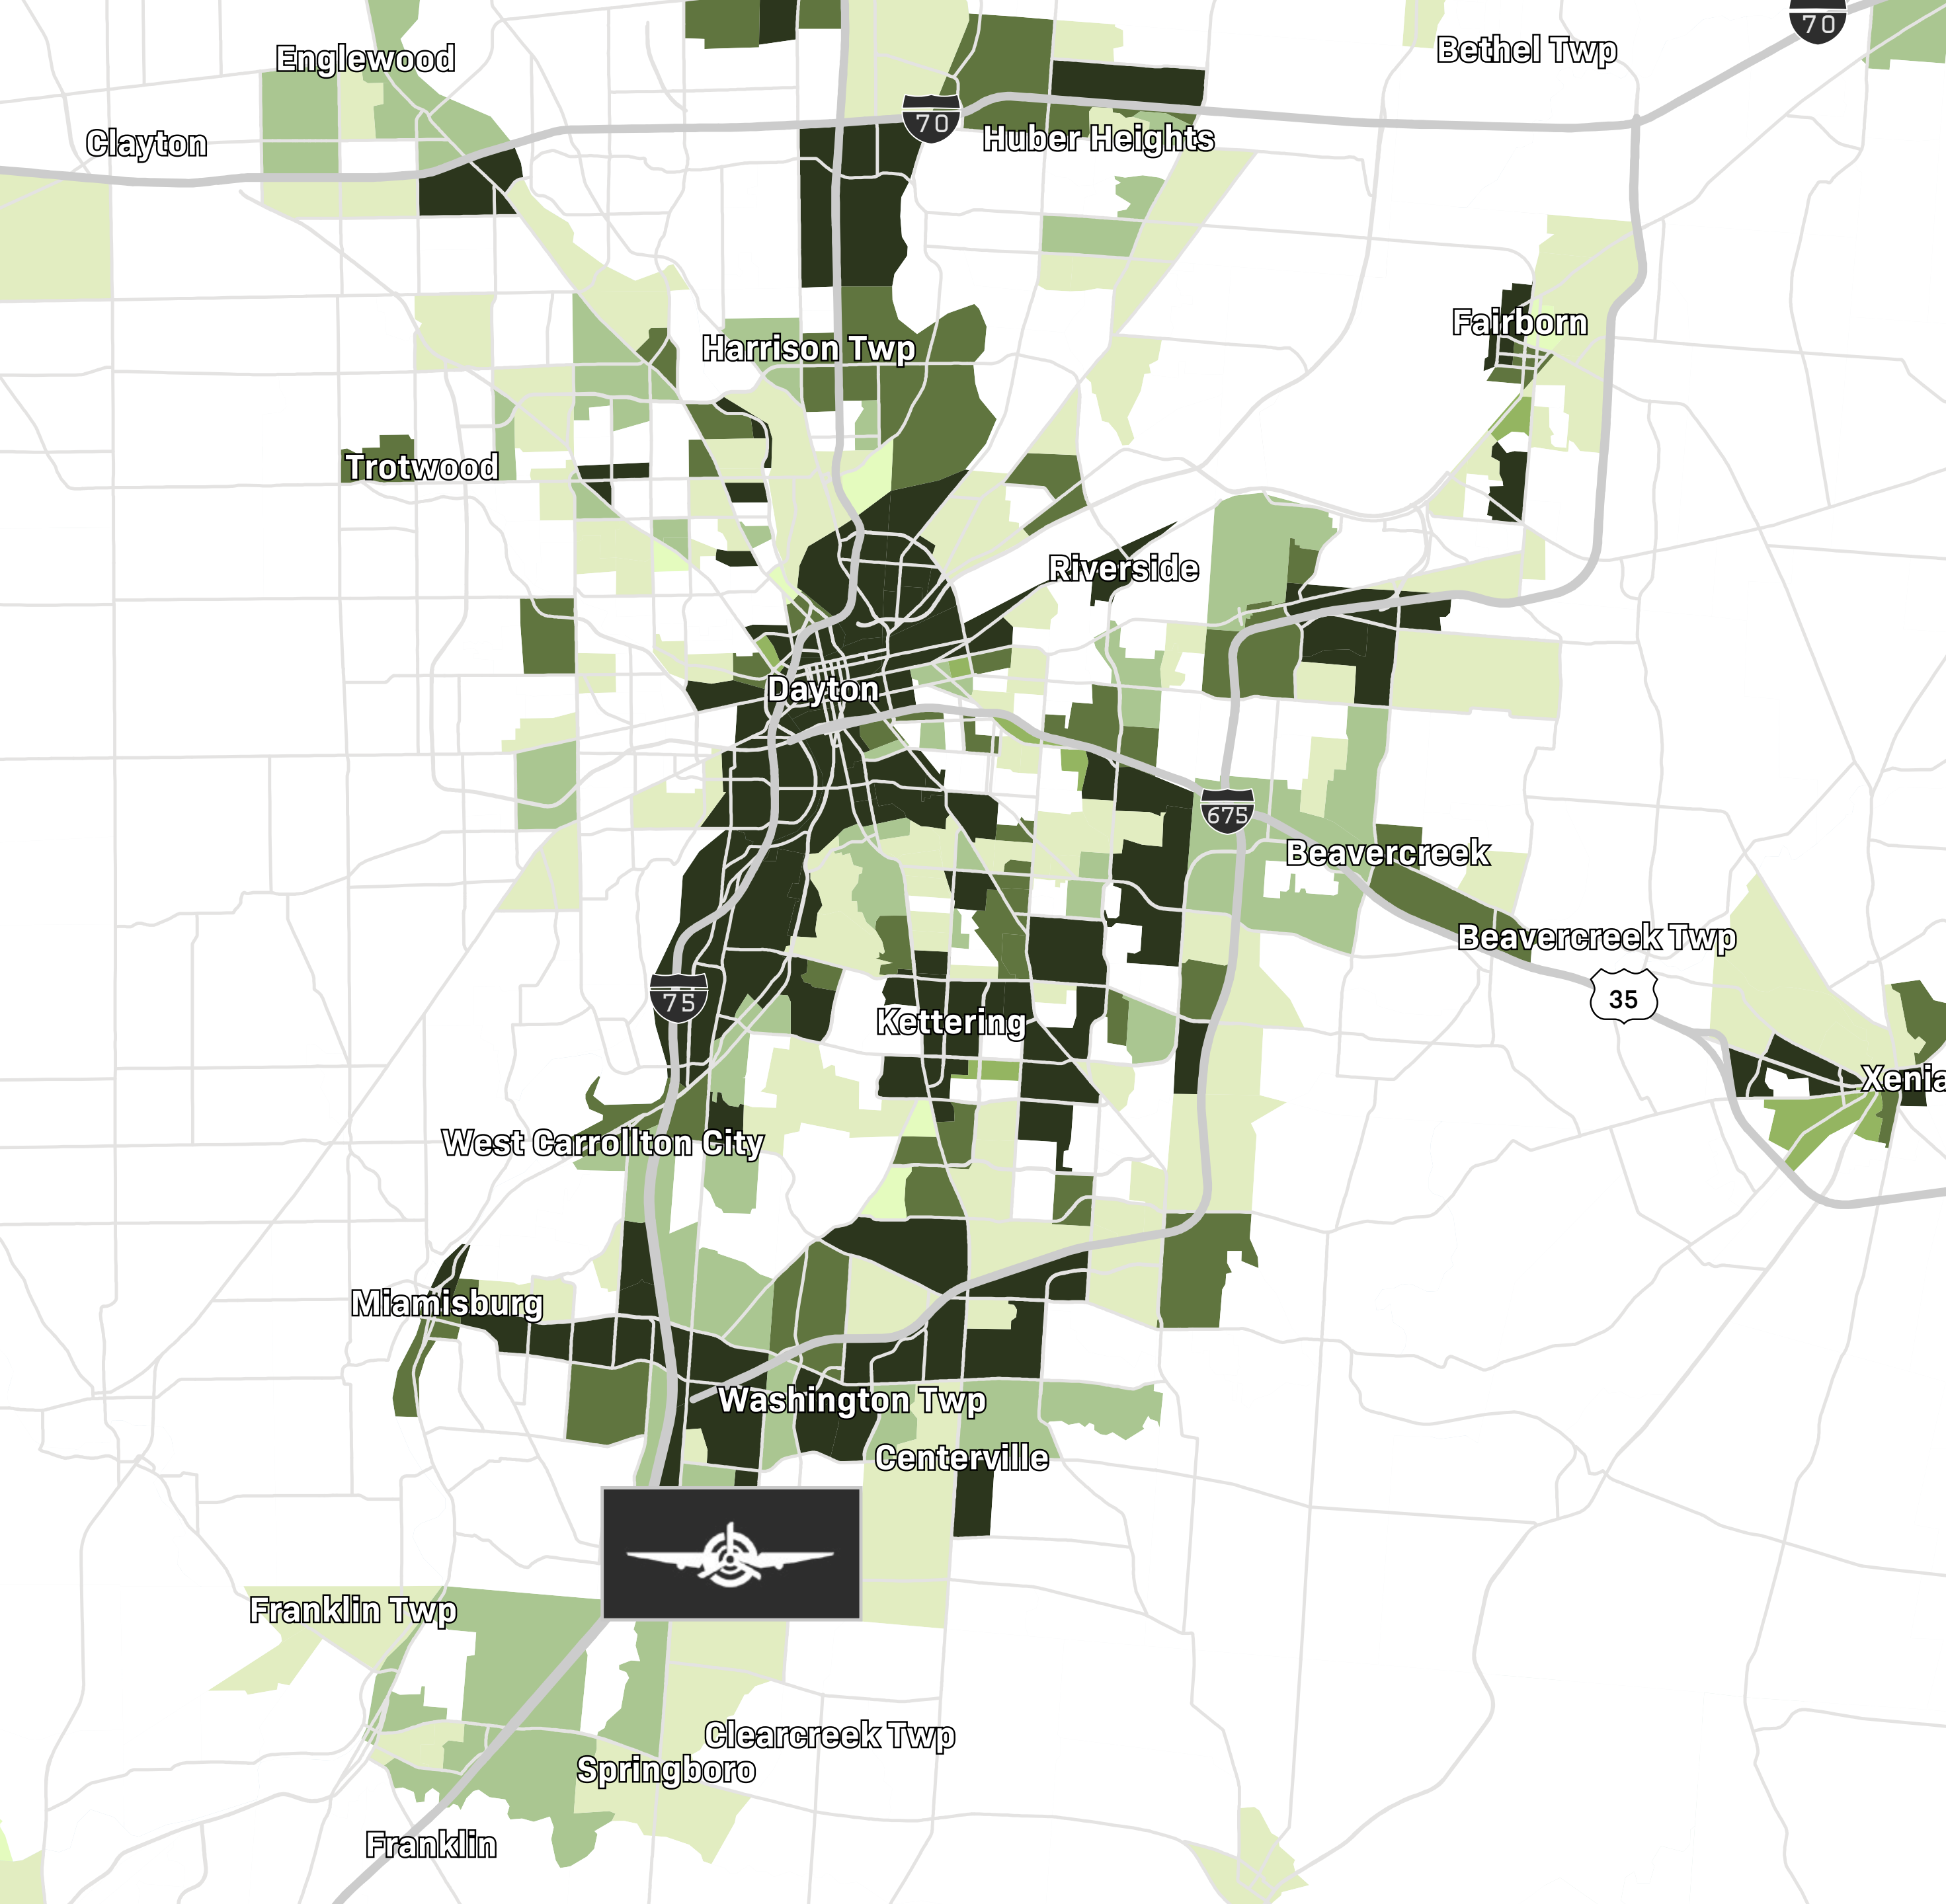 70
Englewood
Bethel Twp
70
Huber Heights
Clayton
Fairborn
Harrison Twp
Trotwood
Riverside
Dayton
675
Beavercreek
Beavercreek Twp
35
75
Kettering
Xenia
West Carrollton City
Miamisburg
Washington Twp
Centerville
Franklin Twp
Clearcreek Twp
Springboro
Franklin